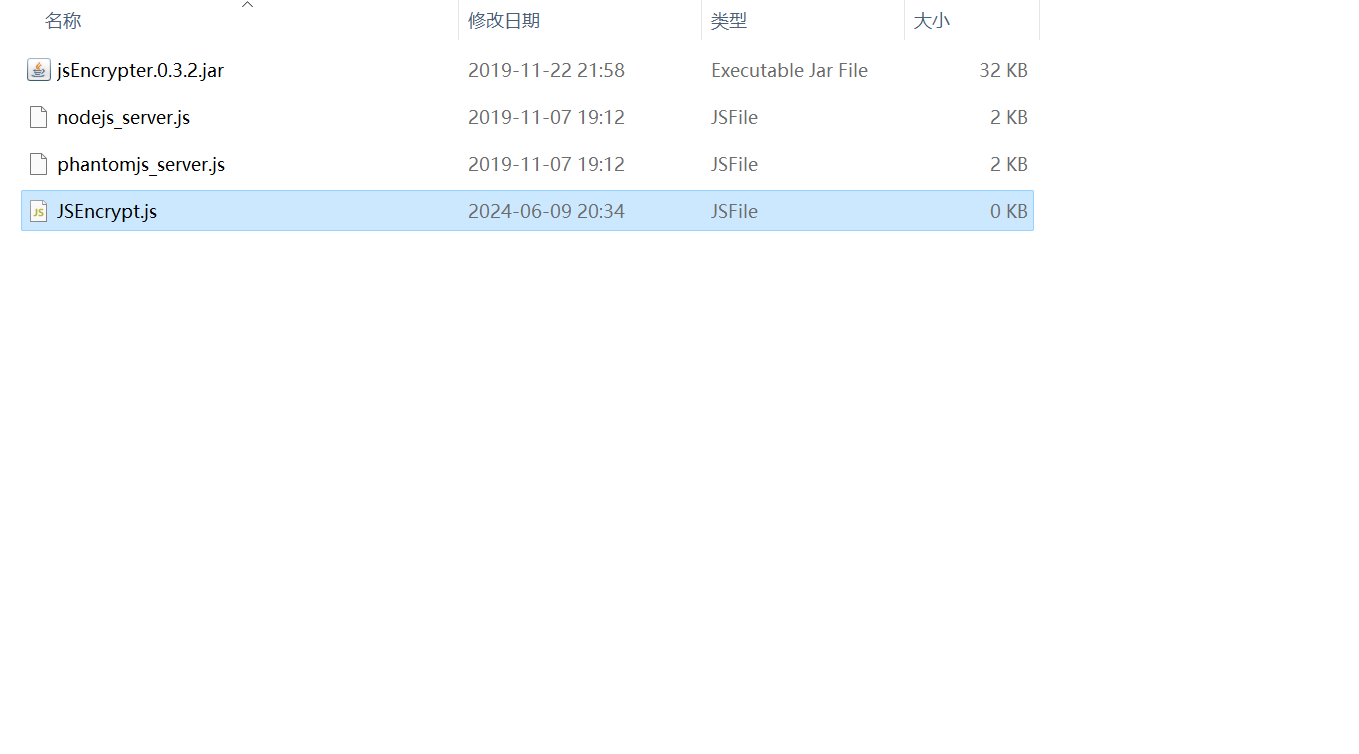 名称 修改日期 类型 大小
jsEncrypter.0.3.2.jar 2019-11-22 21:58 Executable Jar File 32 KB
nodejs_server.js 2019-11-07 19:12 JSFile 2 KB
phantomjs_server.js 2019-11-07 19:12 JSFile 2 KB
JS JSEncrypt.js 2024-06-09 20:34 JSFile 0 KB